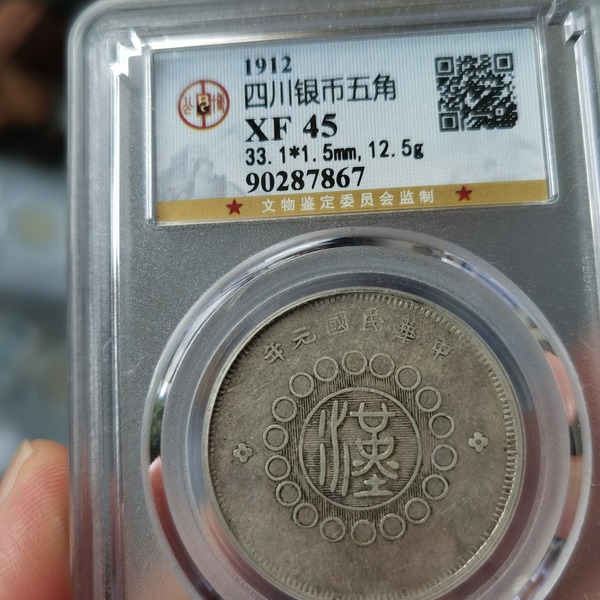 1912
四川银币五角
XF 45
33.1*1.5mm, 12.5g
90287867
文物鉴定委员会监制
年元國民華中
漢